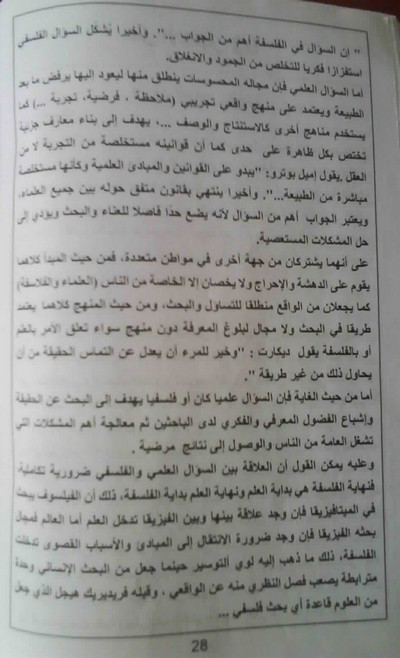 " إن السؤال في الفلسفة أهم من الجواب ...". وأخيرا يُشكل السؤال الفلسفي
استفزازا فكريا للتخلص من الجمود والانغلاق.
أما السؤال العلمي فإن مجاله المحسوسات ينطلق منها ليعود إليها يرفض ما بعد
الطبيعة ويعتمد على منهج واقعي تجريبي (ملاحظة ، فرضية، تجربة ...) كما
يستخدم مناهج أخرى كالاستنتاج والوصف ...، يهدف إلى بناء معارف جزئية
تختص بكل ظاهرة على حدى كما أن قوانينه مستخلصة من التجربة لا من
العقل .يقول إميل بوترو: "يبدو على القوانين والمبادئ العلمية وكأنها مستخلصة
مباشرة من الطبيعة...". وأخيرا ينتهي بقانون متفق حوله بين جميع العلماء.
ويعتبر الجواب أهم من السؤال لأنه يضع حدّا فاصلا للعناء والبحث ويؤدي إلى
حل المشكلات المستعصية.
على أنهما يشتركان من جهة أخرى في مواطن متعددة، فمن حيث المبدأ كلاهما
يقوم على الدهشة والإحراج ولا يخصان إلا الخاصة من الناس (العلماء والفلاسفة)
كما يجعلان من الواقع منطلقا للتساؤل والبحث، ومن حيث المنهج كلاهما يعتمد
طريقا في البحث ولا مجال لبلوغ المعرفة دون منهج سواء تعلق الأمر بالعلم
أو بالفلسفة يقول ديكارت : "وخير للمرء أن يعدل عن التماس الحقيقة من أن
يحاول ذلك من غير طريقة ".
أما من حيث الغاية فإن السؤال علميا كان أو فلسفيا يهدف إلى البحث عن الحقيقة
وإشباع الفضول المعرفي والفكري لدى الباحثين ثم معالجة أهم المشكلات التي
تشغل العامة من الناس والوصول إلى نتائج مرضية .
وعليه يمكن القول أن العلاقة بين السؤال العلمي والفلسفي ضرورية تكاملية،
فنهاية الفلسفة هي بداية العلم ونهاية العلم بداية الفلسفة، ذلك أن الفيلسوف يبحث
في الميتافيزيقا فإن وجد علاقة بينها وبين الفيزيقا تدخل العلم أما العالم فمجال
بحثه الفيزيقا فإن وجد ضرورة الانتقال إلى المبادئ والأسباب القصوى تدخلت
الفلسفة، ذلك ما ذهب إليه لوي ألتوسير حينما جعل من البحث الإنساني وحدة
مترابطة يصعب فصل النظري منه عن الواقعي ، وقبله فريديريك هيجل الذي جعل
من العلوم قاعدة أي بحث فلسفي ...
28